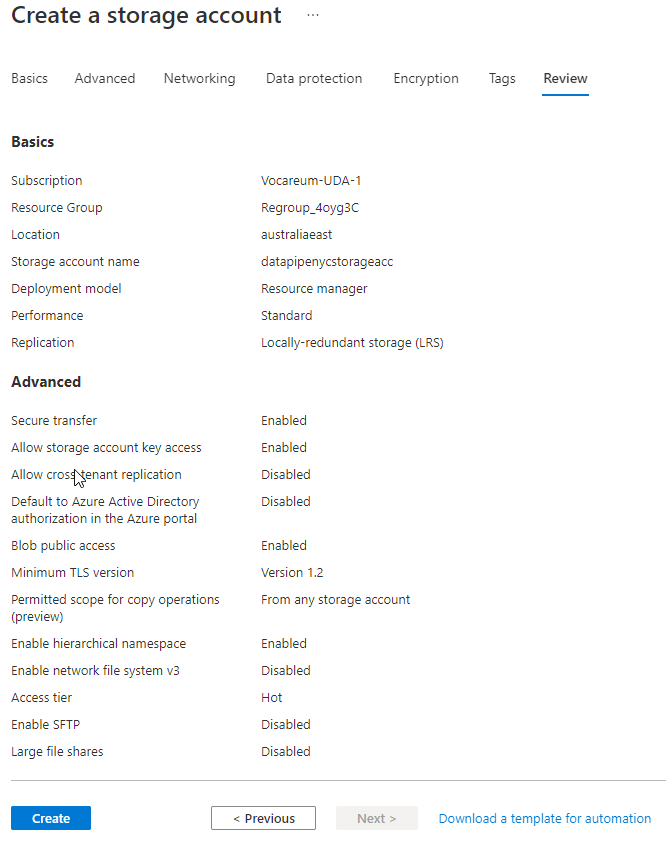 Create a storage account ...
Basics Advanced Networking Data protection Encryption Tags Review
Basics
Subscription Vocareum-UDA-1
Resource Group Regroup_4oyg3C
Location australiaeast
Storage account name datapipenycstorageacc
Deployment model Resource manager
Performance Standard
Replication Locally-redundant storage (LRS)
Advanced
Secure transfer Enabled
Allow storage account key access Enabled
Allow cross-tenant replication Disabled
Default to Azure Active Directory Disabled
authorization in the Azure portal
Blob public access Enabled
Minimum TLS version Version 1.2
Permitted scope for copy operations From any storage account
(preview)
Enable hierarchical namespace Enabled
Enable network file system v3 Disabled
Access tier Hot
Enable SFTP Disabled
Large file shares Disabled
Create < Previous Next > Download a template for automation